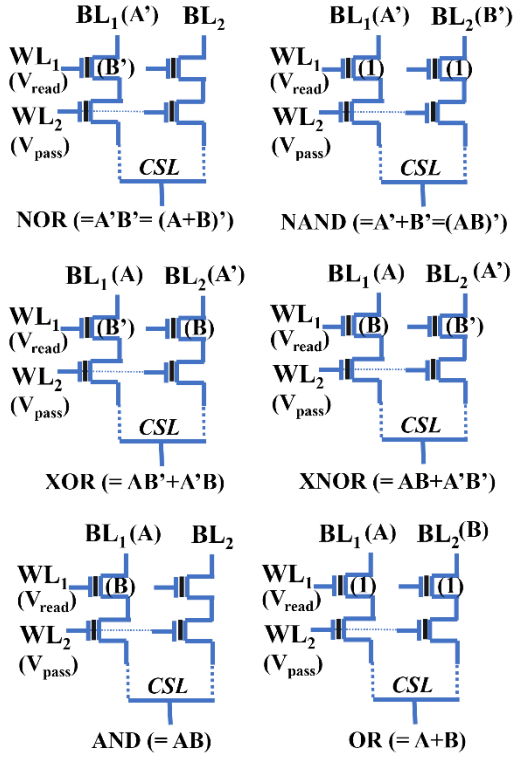 BL1(A’) BL2
WL1 (B’)
(Vread)
WL2
(Vpass)
CSL
NOR (=A’B’= (A+B)’)
BL1(A’) BL2(B’)
WL1 (1) (1)
(Vread)
WL2
(Vpass)
CSL
NAND (=A’+B’=(AB)’)
BL1(A) BL2(A’)
WL1 (B’) (B)
(Vread)
WL2
(Vpass)
CSL
XOR (= AB’+A’B)
BL1(A) BL2(A’)
WL1 (B) (B’)
(Vread)
WL2
(Vpass)
CSL
XNOR (= AB+A’B’)
BL1(A) BL2
WL1 (B)
(Vread)
WL2
(Vpass)
CSL
AND (= AB)
BL1(A) BL2(B)
WL1 (1) (1)
(Vread)
WL2
(Vpass)
CSL
OR (= A+B)